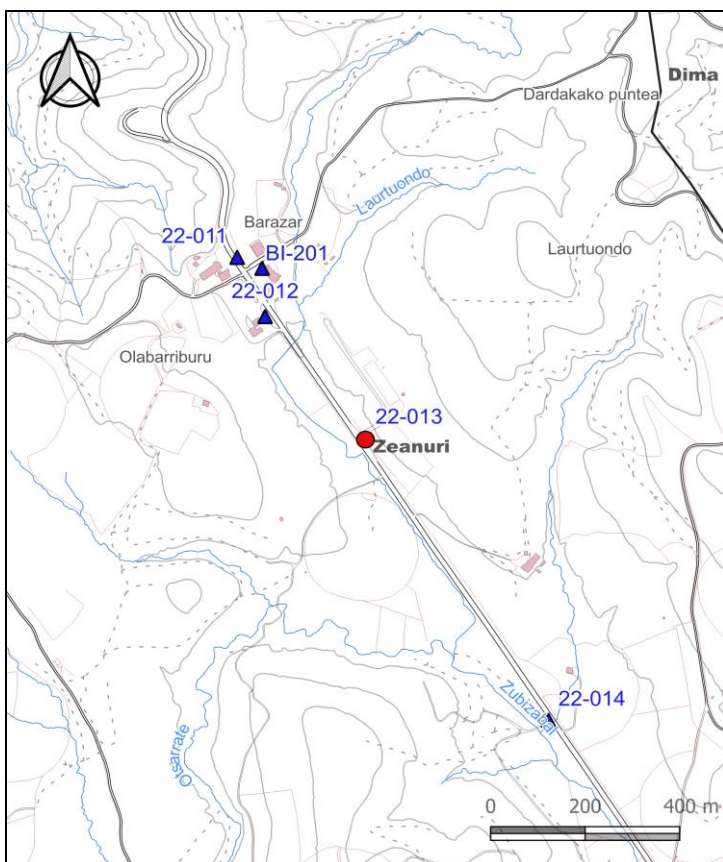 Dima
Dardakako puntea
Laurtuondo
Barazar
22-011
BI-201
Laurtuondo
22-012
Olabarriburu
22-013
Zeanuri
22-014
Zubizabal
Otsarrate
0 200 400 m